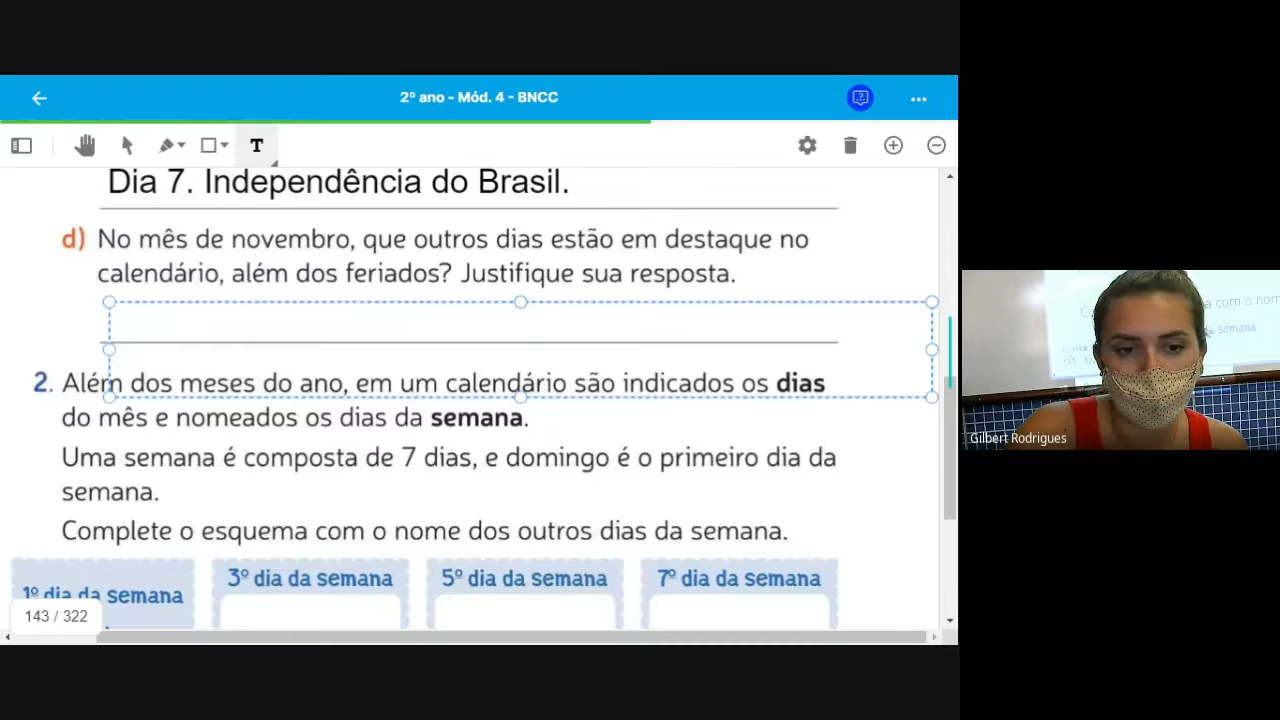 2º ano - Mód. 4 - BNCC
T
Dia 7. Independência do Brasil.
d) No mês de novembro, que outros dias estão em destaque no
calendário, além dos feriados? Justifique sua resposta.
2. Além dos meses do ano, em um calendário são indicados os dias
do mês e nomeados os dias da semana.
Uma semana é composta de 7 dias, e domingo é o primeiro dia da
semana.
Complete o esquema com o nome dos outros dias da semana.
1º dia da semana
3º dia da semana
5º dia da semana
7º dia da semana
143 / 322
a com o nom
semana
Gilbert Rodrigues